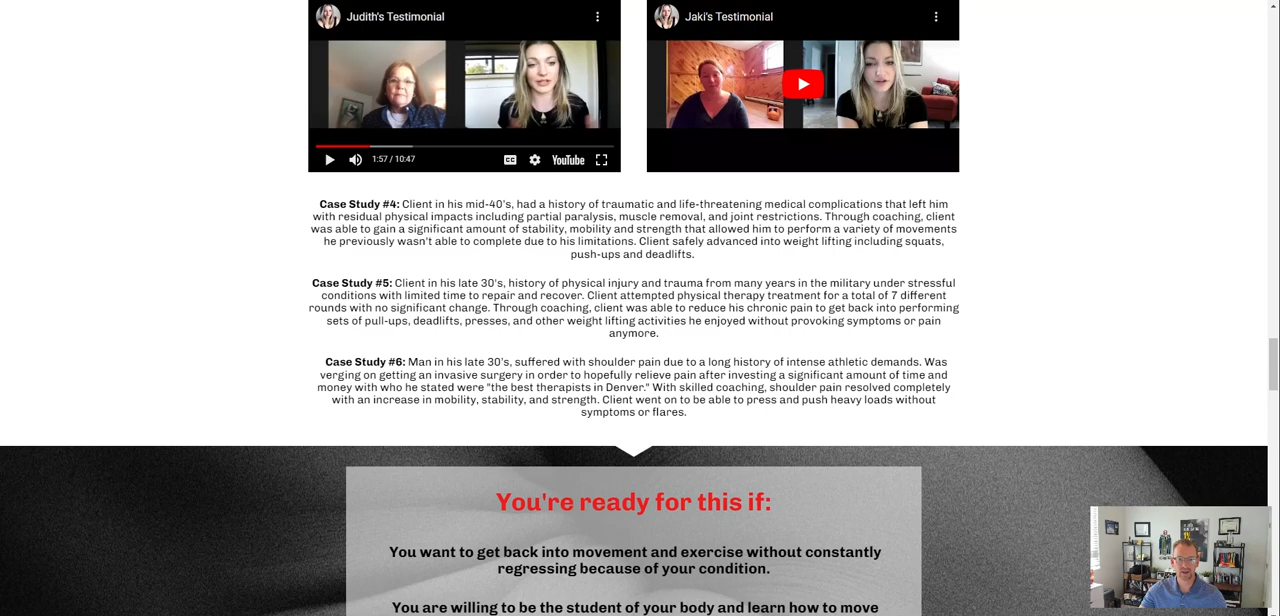 Judith's Testimonial
Jaki's Testimonial
1:57 / 10:47
CC
YouTube
Case Study #4: Client in his mid-40's, had a history of traumatic and life-threatening medical complications that left him
with residual physical impacts including partial paralysis, muscle removal, and joint restrictions. Through coaching, client
was able to gain a significant amount of stability, mobility and strength that allowed him to perform a variety of movements
he previously wasn't able to complete due to his limitations. Client safely advanced into weight lifting including squats,
push-ups and deadlifts.
Case Study #5: Client in his late 30's, history of physical injury and trauma from many years in the military under stressful
conditions with limited time to repair and recover. Client attempted physical therapy treatment for a total of 7 different
rounds with no significant change. Through coaching, client was able to reduce his chronic pain to get back into performing
sets of pull-ups, deadlifts, presses, and other weight lifting activities he enjoyed without provoking symptoms or pain
anymore.
Case Study #6: Man in his late 30's, suffered with shoulder pain due to a long history of intense athletic demands. Was
verging on getting an invasive surgery in order to hopefully relieve pain after investing a significant amount of time and
money with who he stated were "the best therapists in Denver." With skilled coaching, shoulder pain resolved completely
with an increase in mobility, stability, and strength. Client went on to be able to press and push heavy loads without
symptoms or flares.
You're ready for this if:
You want to get back into movement and exercise without constantly
regressing because of your condition.
You are willing to be the student of your body and learn how to move